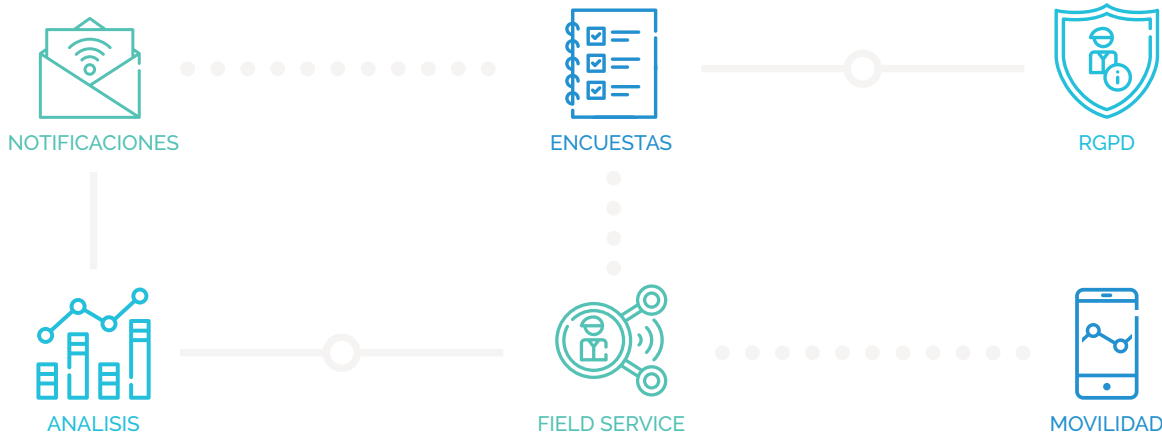 NOTIFICACIONES
ENCUESTAS
RGPD
ANALISIS
FIELD SERVICE
MOVILIDAD